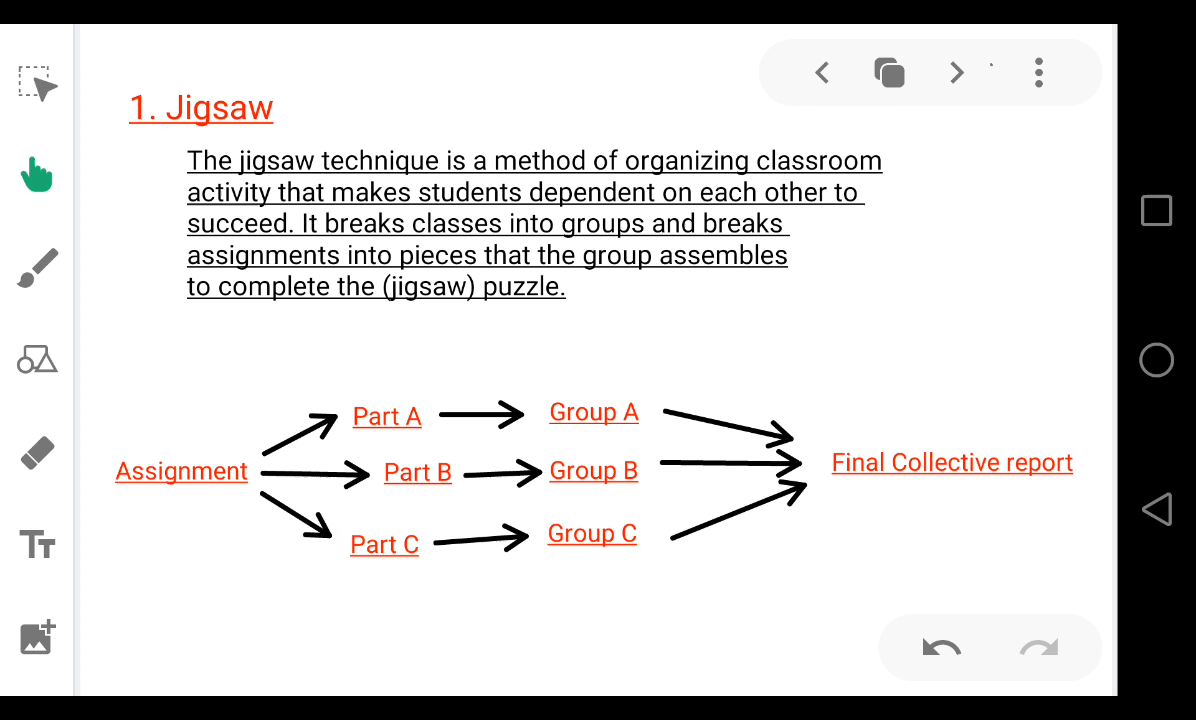 1. Jigsaw
The jigsaw technique is a method of organizing classroom
activity that makes students dependent on each other to
succeed. It breaks classes into groups and breaks
assignments into pieces that the group assembles
to complete the (jigsaw) puzzle.
Part A Group A
Assignment Part B Group B Final Collective report
Part C Group C
Tт